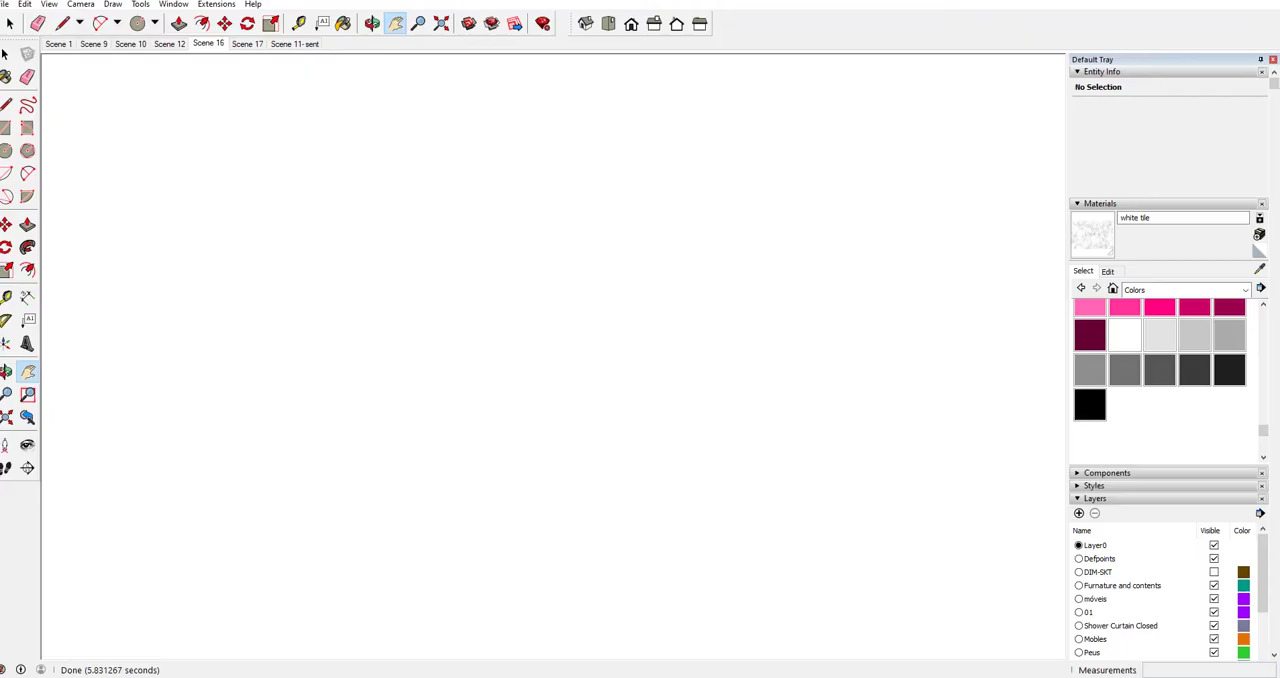 Edit View Camera Draw Tools Window Extensions Help
Scene 1 Scene 9 Scene 10 Scene 12 Scene 16 Scene 17 Scene 11-sent
Default Tray
Entity Info
No Selection
Materials
white tile
Select Edit
Colors
Components
Styles
Layers
Name Visible Color
Layer0
Defpoints
DIM-SKT
Furnature and contents
móveis
01
Shower Curtain Closed
Mobles
Peus
Done (5.831267 seconds)
Measurements